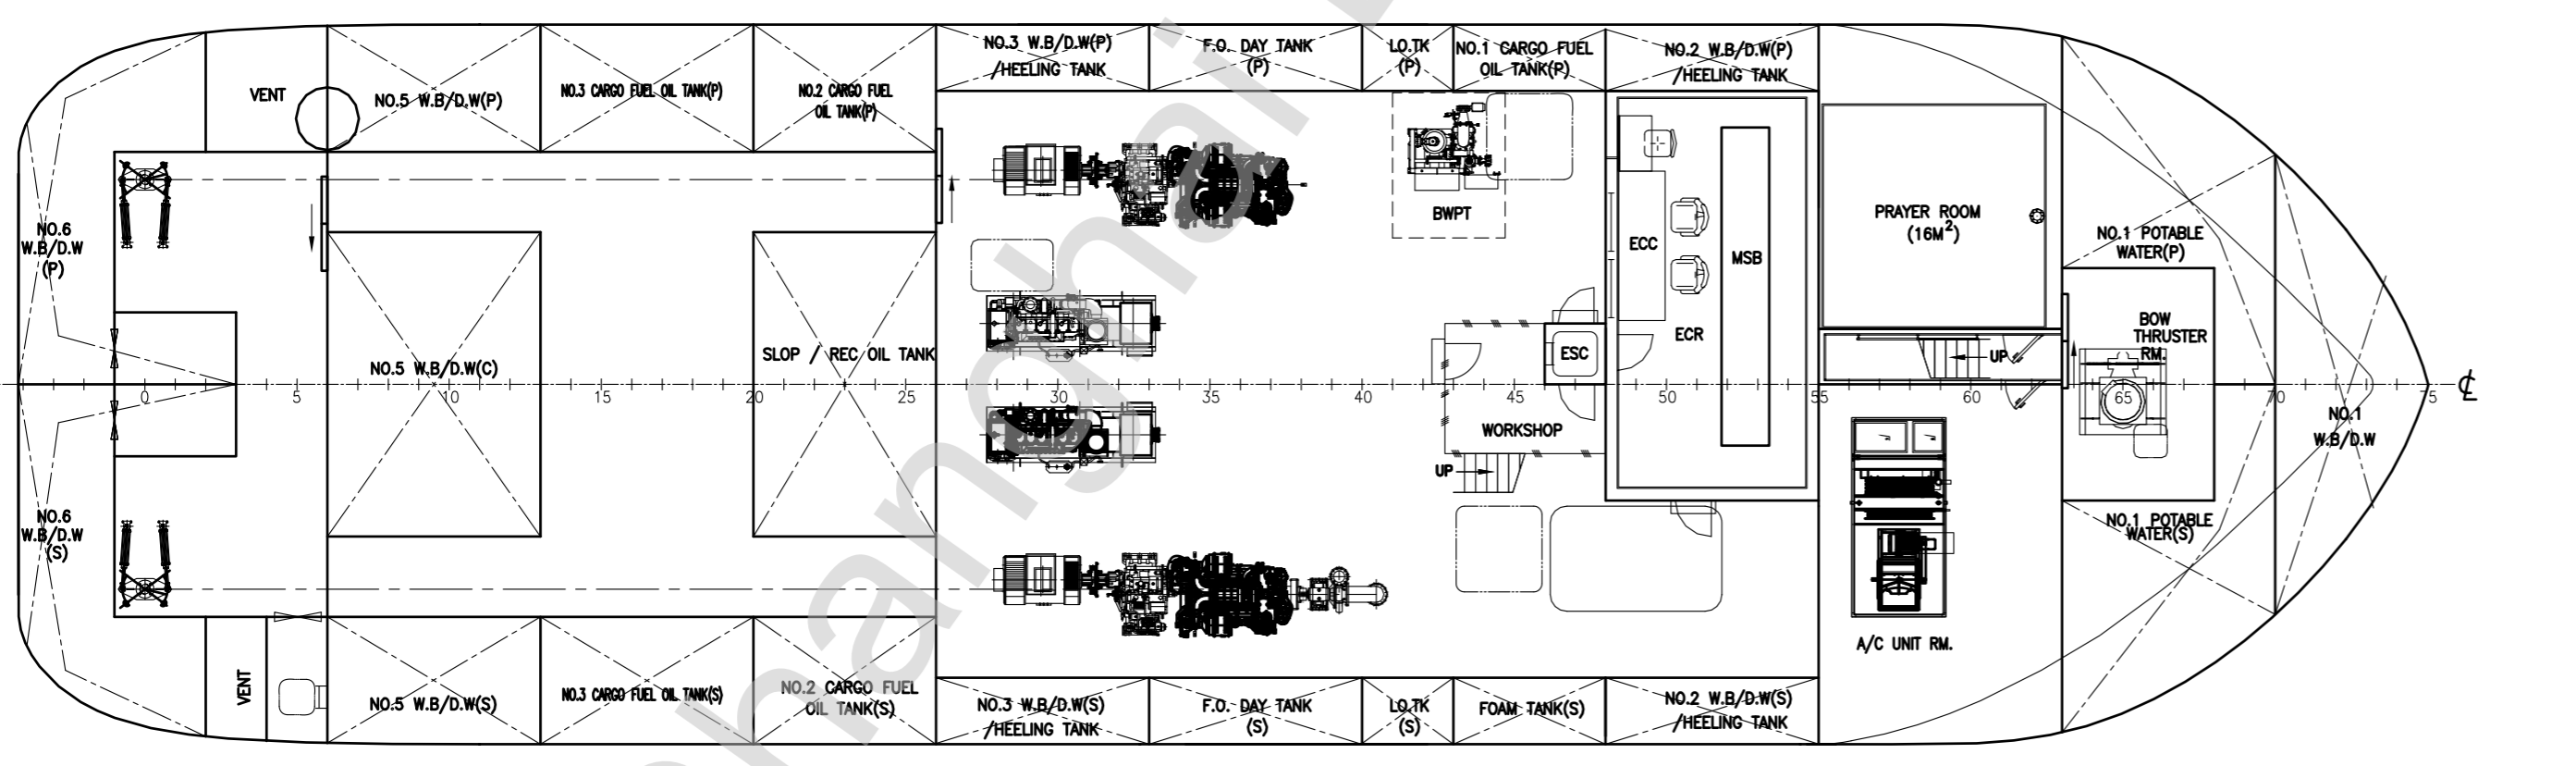 NO.3 W.B/D.W(P)
/HEELING TANK
F.O. DAY TANK
(P)
LO.TK
(P)
NO.1 CARGO FUEL
OIL TANK(P)
NO.2 W.B/D.W(P)
/HEELING TANK
VENT
NO.5 W.B/D.W(P)
NO.3 CARGO FUEL OIL TANK(P)
NO.2 CARGO FUEL
OIL TANK(P)
NO.6
W.B/D.W
(P)
BWPT
ECC
MSB
PRAYER ROOM
(16M²)
NO.1 POTABLE
WATER(P)
BOW
THRUSTER
RM.
NO.5 W.B/D.W(C)
SLOP / REC OIL TANK
ESC
ECR
UP
0 5 10 15 20 25 30 35 40 45 50 55 60 65 70 75
℄
NO.1
W.B/D.W
WORKSHOP
UP
NO.6
W.B/D.W
(S)
NO.1 POTABLE
WATER(S)
A/C UNIT RM.
VENT
NO.5 W.B/D.W(S)
NO.3 CARGO FUEL OIL TANK(S)
NO.2 CARGO FUEL
OIL TANK(S)
NO.3 W.B/D.W(S)
/HEELING TANK
F.O. DAY TANK
(S)
LO.TK
(S)
FOAM TANK(S)
NO.2 W.B/D.W(S)
/HEELING TANK
hanghai